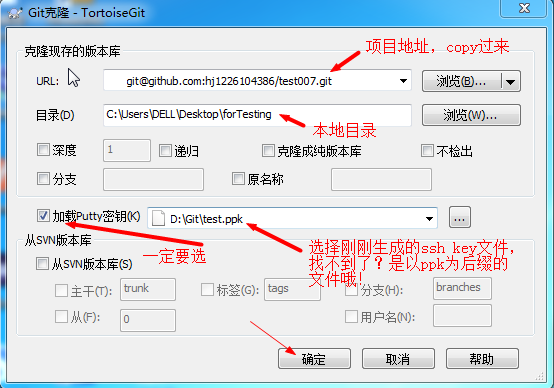 Git克隆 - TortoiseGit
克隆现存的版本库
项目地址，copy过来
URL: git@github.com:hj1226104386/test007.git 浏览(B)...
目录(D) C:\Users\DELL\Desktop\forTesting 浏览(W)...
本地目录
深度 1 递归 克隆成纯版本库 不检出
分支 原名称
加载Putty密钥(K) D:\Git\test.ppk ...
一定要选
选择刚刚生成的ssh key文件，
找不到了？是以ppk为后缀的
文件哦！
从SVN版本库
从SVN版本库(S)
主干(T): trunk 标签(G): tags 分支(H): branches
从(F): 0 用户名(N):
确定 取消 帮助